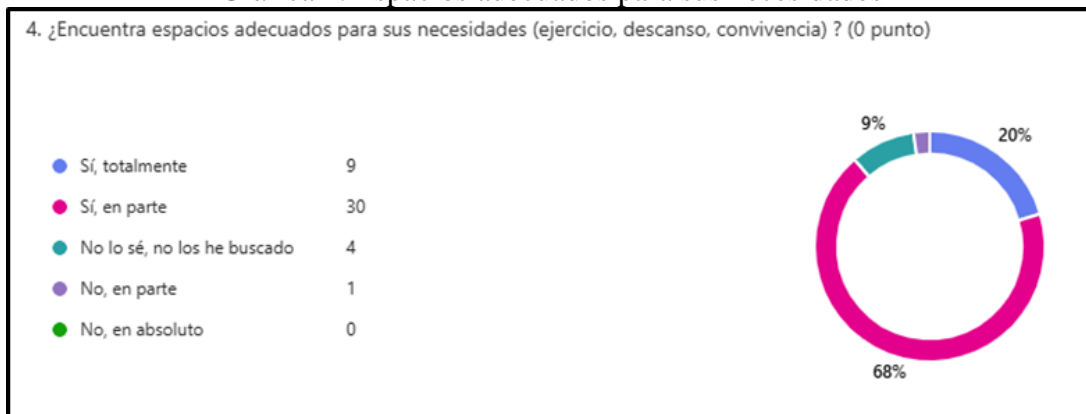 4. ¿Encuentra espacios adecuados para sus necesidades (ejercicio, descanso, convivencia) ? (0 punto)
9%
20%
Sí, totalmente 9
Sí, en parte 30
No lo sé, no los he buscado 4
No, en parte 1
No, en absoluto 0
68%